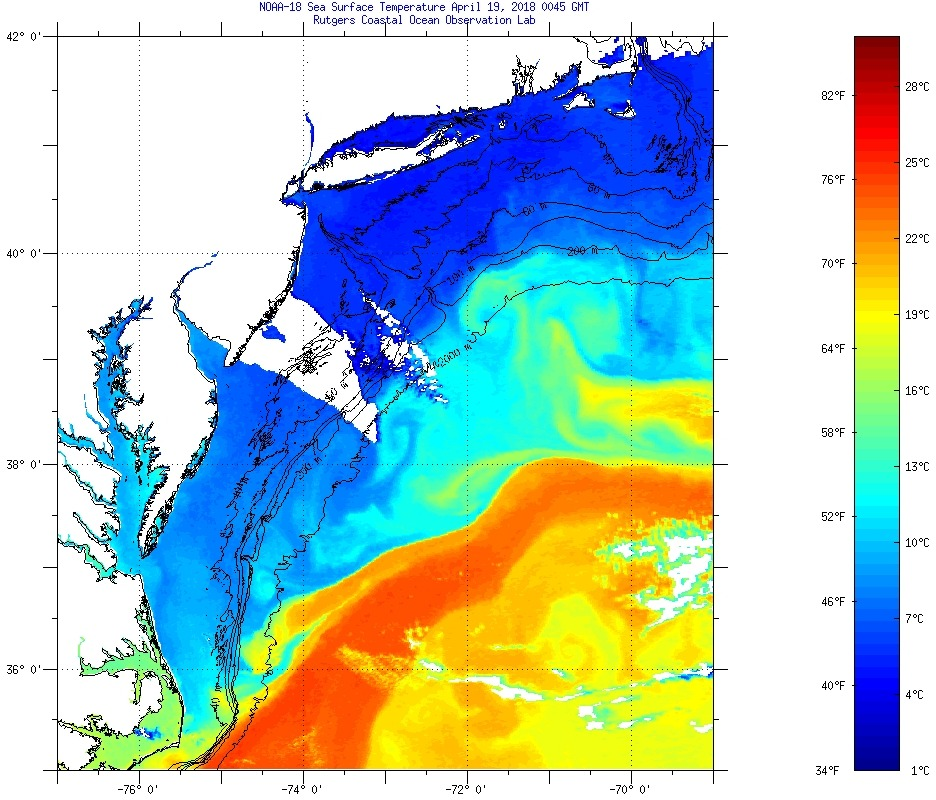 NOAA-18 Sea Surface Temperature April 19, 2018 0045 GMT
Rutgers Coastal Ocean Observation Lab
42° 0'
40° 0'
38° 0'
36° 0'
-76° 0'
-74° 0'
-72° 0'
-70° 0'
60 m
200 m
82°F
76°F
70°F
64°F
58°F
52°F
46°F
40°F
34°F
28°C
25°C
22°C
19°C
16°C
13°C
10°C
7°C
4°C
1°C